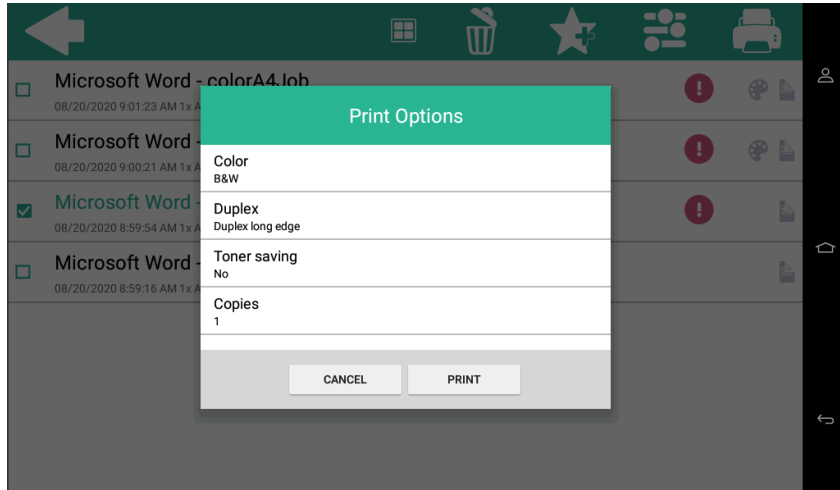 Microsoft Word - colorA4Job
08/20/2020 9:01:23 AM 1x A
Print Options
Microsoft Word -
08/20/2020 9:00:21 AM 1x A
Color
B&W
Microsoft Word -
08/20/2020 8:59:54 AM 1x A
Duplex
Duplex long edge
Microsoft Word -
08/20/2020 8:59:16 AM 1x A
Toner saving
No
Copies
1
CANCEL PRINT